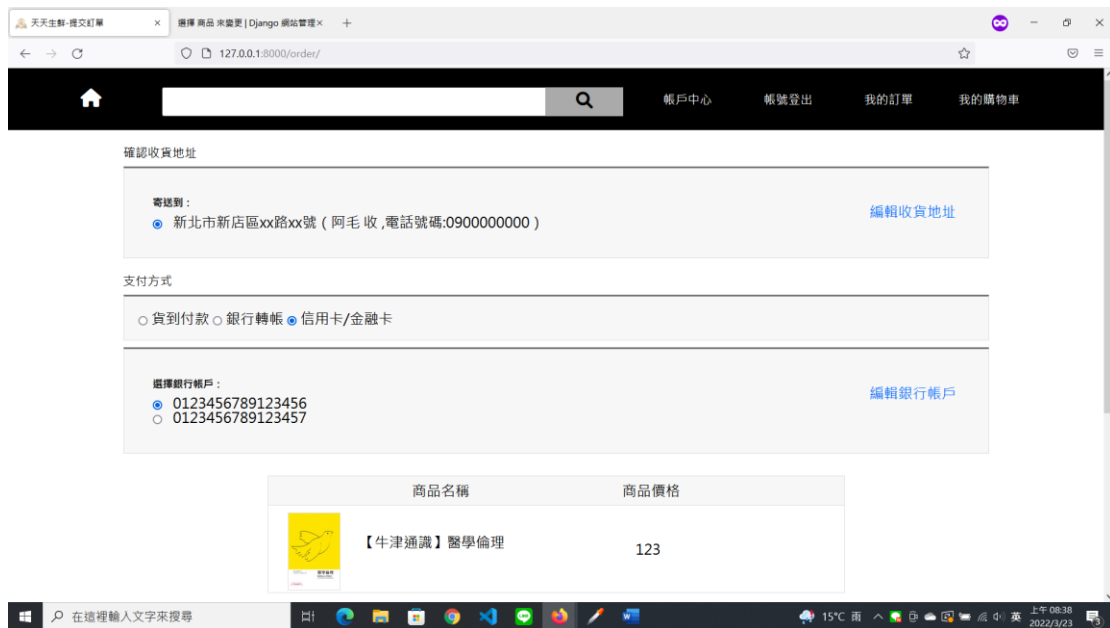 天天生鮮-提交訂單
選擇 商品 來變更 | Django 網站管理
127.0.0.1:8000/order/
帳戶中心 帳號登出 我的訂單 我的購物車
確認收貨地址
寄送到：
新北市新店區xx路xx號 ( 阿毛 收 ,電話號碼:0900000000 )
編輯收貨地址
支付方式
貨到付款 銀行轉帳 信用卡/金融卡
選擇銀行帳戶：
0123456789123456
0123456789123457
編輯銀行帳戶
商品名稱 商品價格
【牛津通識】醫學倫理 123
在這裡輸入文字來搜尋
15°C 雨
英
上午 08:38
2022/3/23